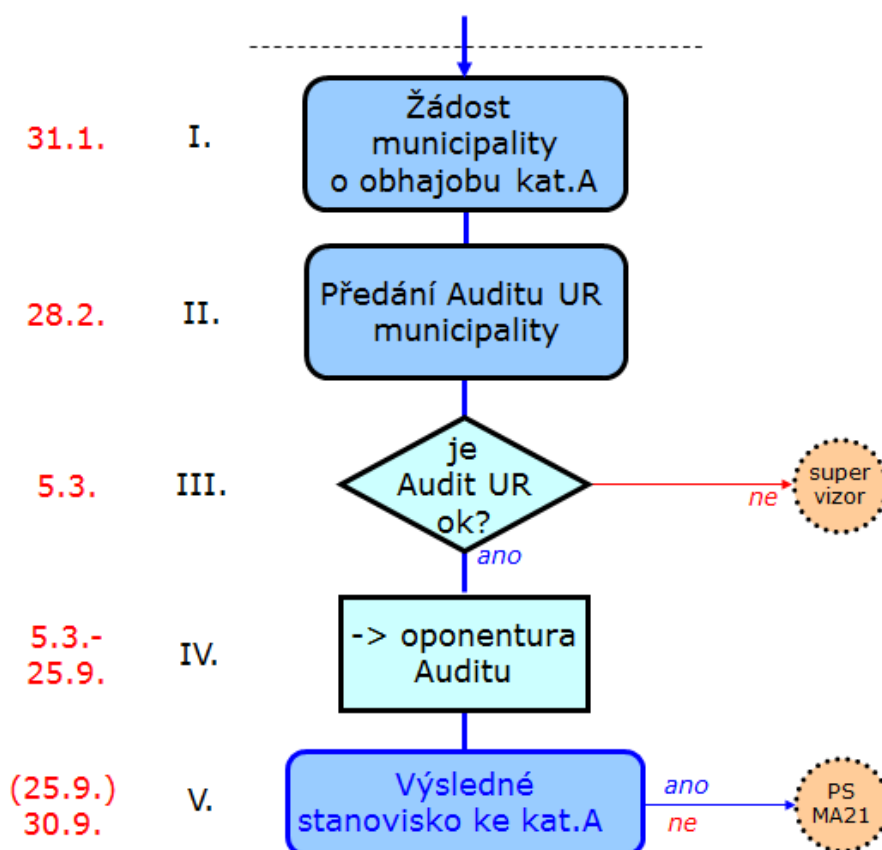 31.1.
I.
Žádost
municipality
o obhajobu kat.A
28.2.
II.
Předání Auditu UR
municipality
5.3.
III.
je
Audit UR
ok?
ne
super
vizor
ano
5.3.-
25.9.
IV.
-> oponentura
Auditu
(25.9.)
30.9.
V.
Výsledné
stanovisko ke kat.A
ano
ne
PS
MA21